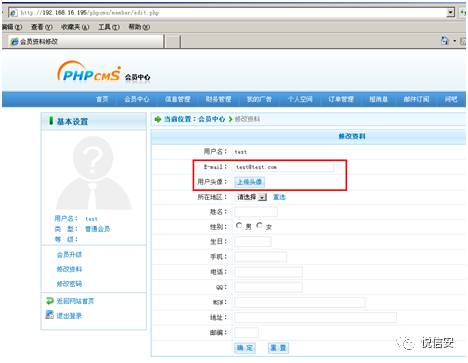 http://192.168.16.195/phpcms/member/edit.php
编辑(E) 查看(V) 收藏夹(A) 工具(T) 帮助(H)
会员资料修改
PHPCMS 会员中心
首页 会员中心 信息管理 财务管理 我的广告 个人空间 订单管理 短消息 邮件订阅 问吧
基本设置
用户名： test
类 型： 普通会员
等 级：
会员升级
修改资料
修改密码
返回网站首页
退出登录
当前位置：会员中心 修改资料
修改资料
用户名： test
E-mail： test@test.com
用户头像： 上传头像
所在地区： 请选择 重选
姓名：
性别： 男 女
生日：
手机：
电话：
QQ：
MSN：
地址：
邮编：
确 定 重 置
悦信安